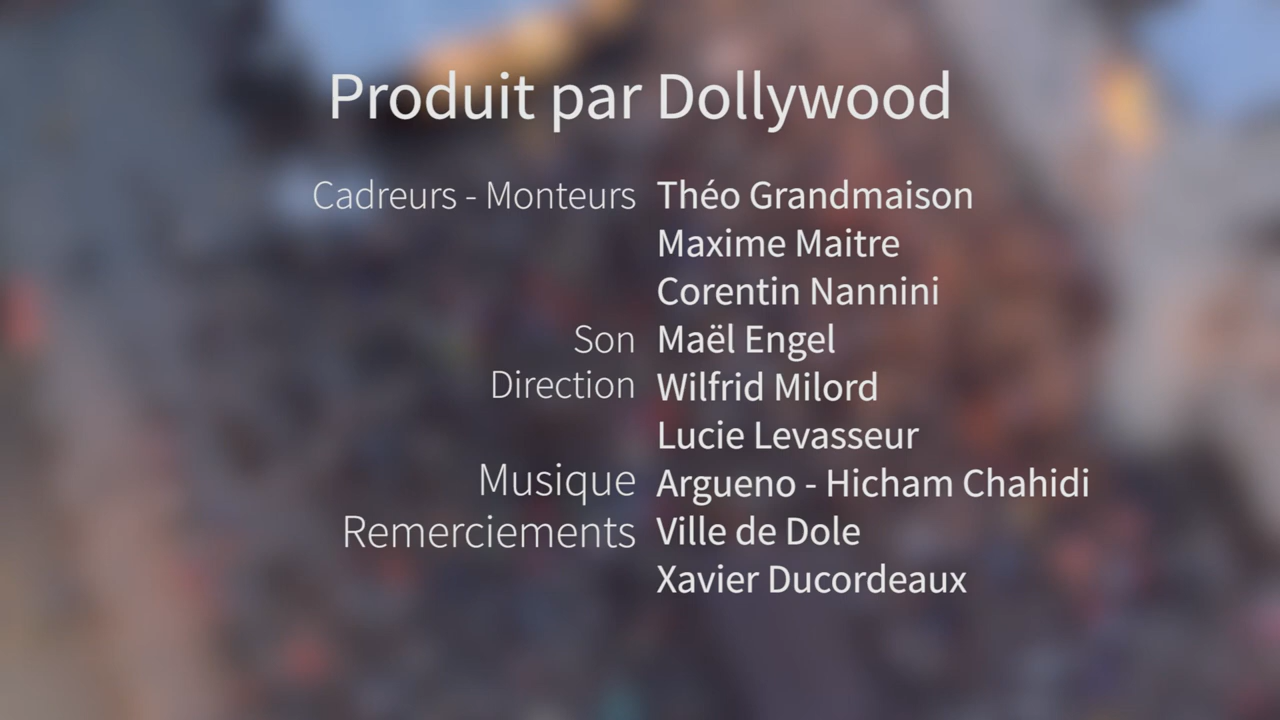 Produit par Dollywood
Cadreurs - Monteurs Théo Grandmaison
Maxime Maitre
Corentin Nannini
Son Maël Engel
Direction Wilfrid Milord
Lucie Levasseur
Musique Argueno - Hicham Chahidi
Remerciements Ville de Dole
Xavier Ducordeaux